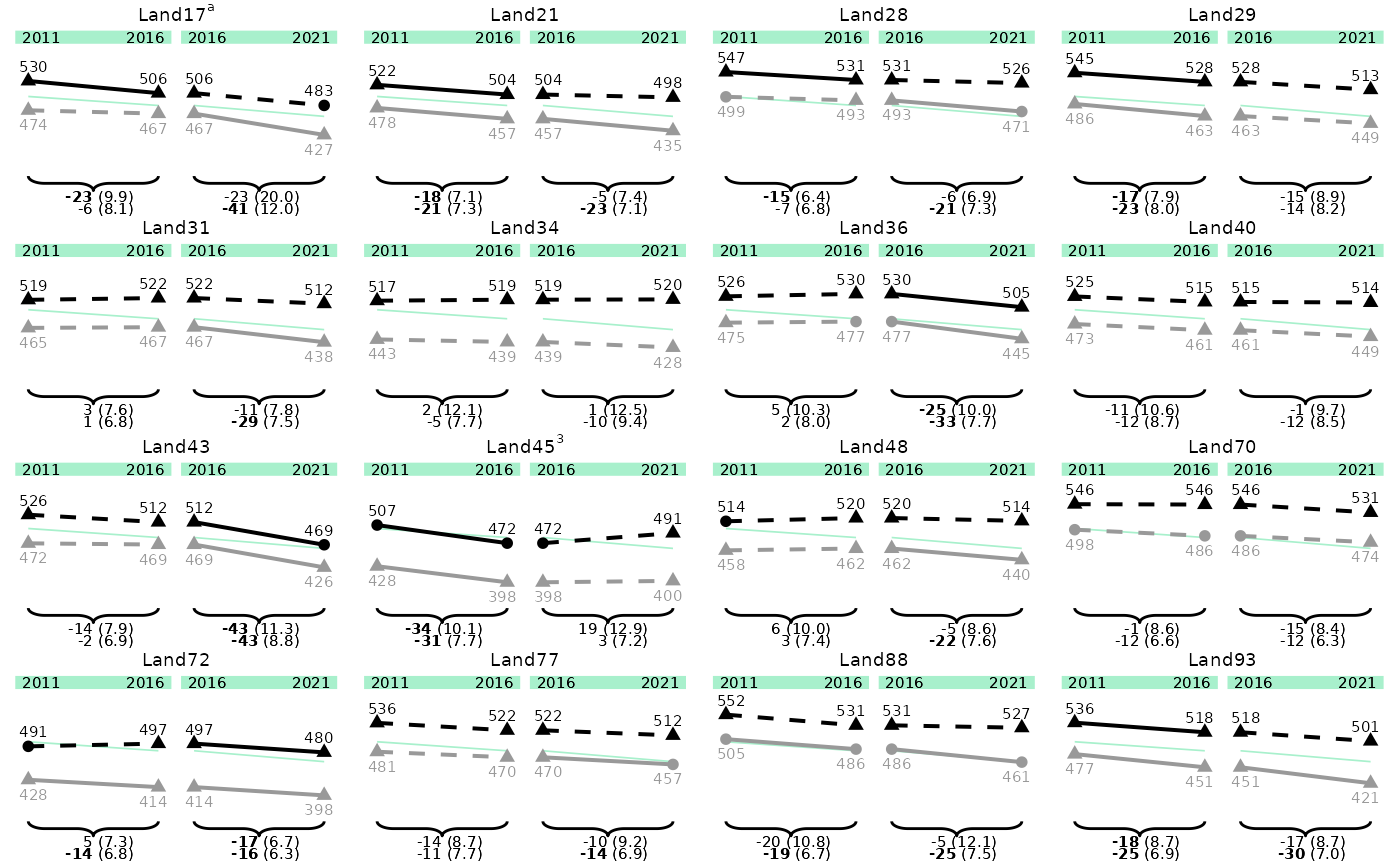 Land17a Land21 Land28 Land29
2011 2016 2016 2021 2011 2016 2016 2021 2011 2016 2016 2021 2011 2016 2016 2021
530 506 506 483 522 504 504 498 547 531 531 526 545 528 528 513
474 467 467 427 478 457 457 435 499 493 493 471 486 463 463 449
-23 (9.9) -23 (20.0) -18 (7.1) -5 (7.4) -15 (6.4) -6 (6.9) -17 (7.9) -15 (8.9)
-6 (8.1) -41 (12.0) -21 (7.3) -23 (7.1) -7 (6.8) -21 (7.3) -23 (8.0) -14 (8.2)
Land31 Land34 Land36 Land40
2011 2016 2016 2021 2011 2016 2016 2021 2011 2016 2016 2021 2011 2016 2016 2021
519 522 522 512 517 519 519 520 526 530 530 505 525 515 515 514
465 467 467 438 443 439 439 428 475 477 477 445 473 461 461 449
3 (7.6) -11 (7.8) 2 (12.1) 1 (12.5) 5 (10.3) -25 (10.0) -11 (10.6) -1 (9.7)
1 (6.8) -29 (7.5) -5 (7.7) -10 (9.4) 2 (8.0) -33 (7.7) -12 (8.7) -12 (8.5)
Land43 Land453 Land48 Land70
2011 2016 2016 2021 2011 2016 2016 2021 2011 2016 2016 2021 2011 2016 2016 2021
526 512 512 469 507 472 472 491 514 520 520 514 546 546 546 531
472 469 469 426 428 398 398 400 458 462 462 440 498 486 486 474
-14 (7.9) -43 (11.3) -34 (10.1) 19 (12.9) 6 (10.0) -5 (8.6) -1 (8.6) -15 (8.4)
-2 (6.9) -43 (8.8) -31 (7.7) 3 (7.2) 3 (7.4) -22 (7.6) -12 (6.6) -12 (6.3)
Land72 Land77 Land88 Land93
2011 2016 2016 2021 2011 2016 2016 2021 2011 2016 2016 2021 2011 2016 2016 2021
491 497 497 480 536 522 522 512 552 531 531 527 536 518 518 501
428 414 414 398 481 470 470 457 505 486 486 461 477 451 451 421
5 (7.3) -17 (6.7) -14 (8.7) -10 (9.2) -20 (10.8) -5 (12.1) -18 (8.7) -17 (8.7)
-14 (6.8) -16 (6.3) -11 (7.7) -14 (6.9) -19 (6.7) -25 (7.5) -25 (6.9) -30 (7.0)